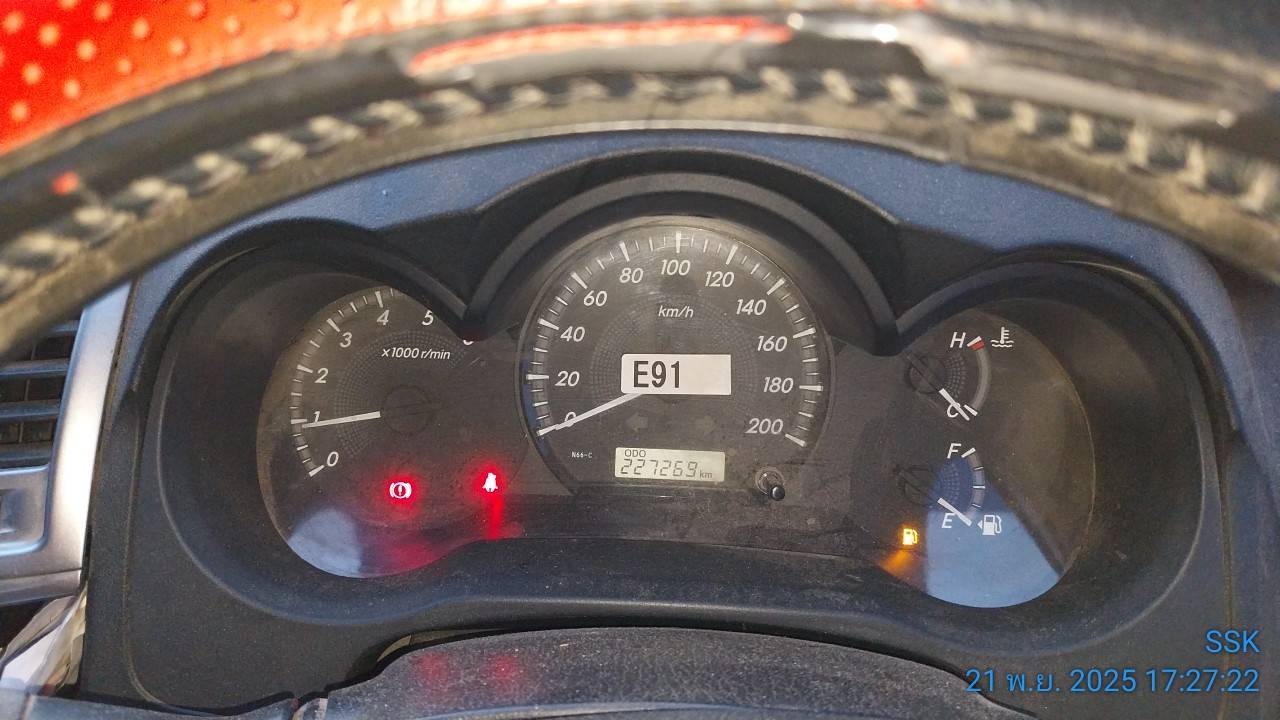 80 100 120
60 140
40 160
20 180
0 200
km/h
E91
4 5
3
2
1
0
x1000 r/min
N66-C
ODO
227269 km
H
C
F
E
SSK
21 พ.ย. 2025 17:27:22